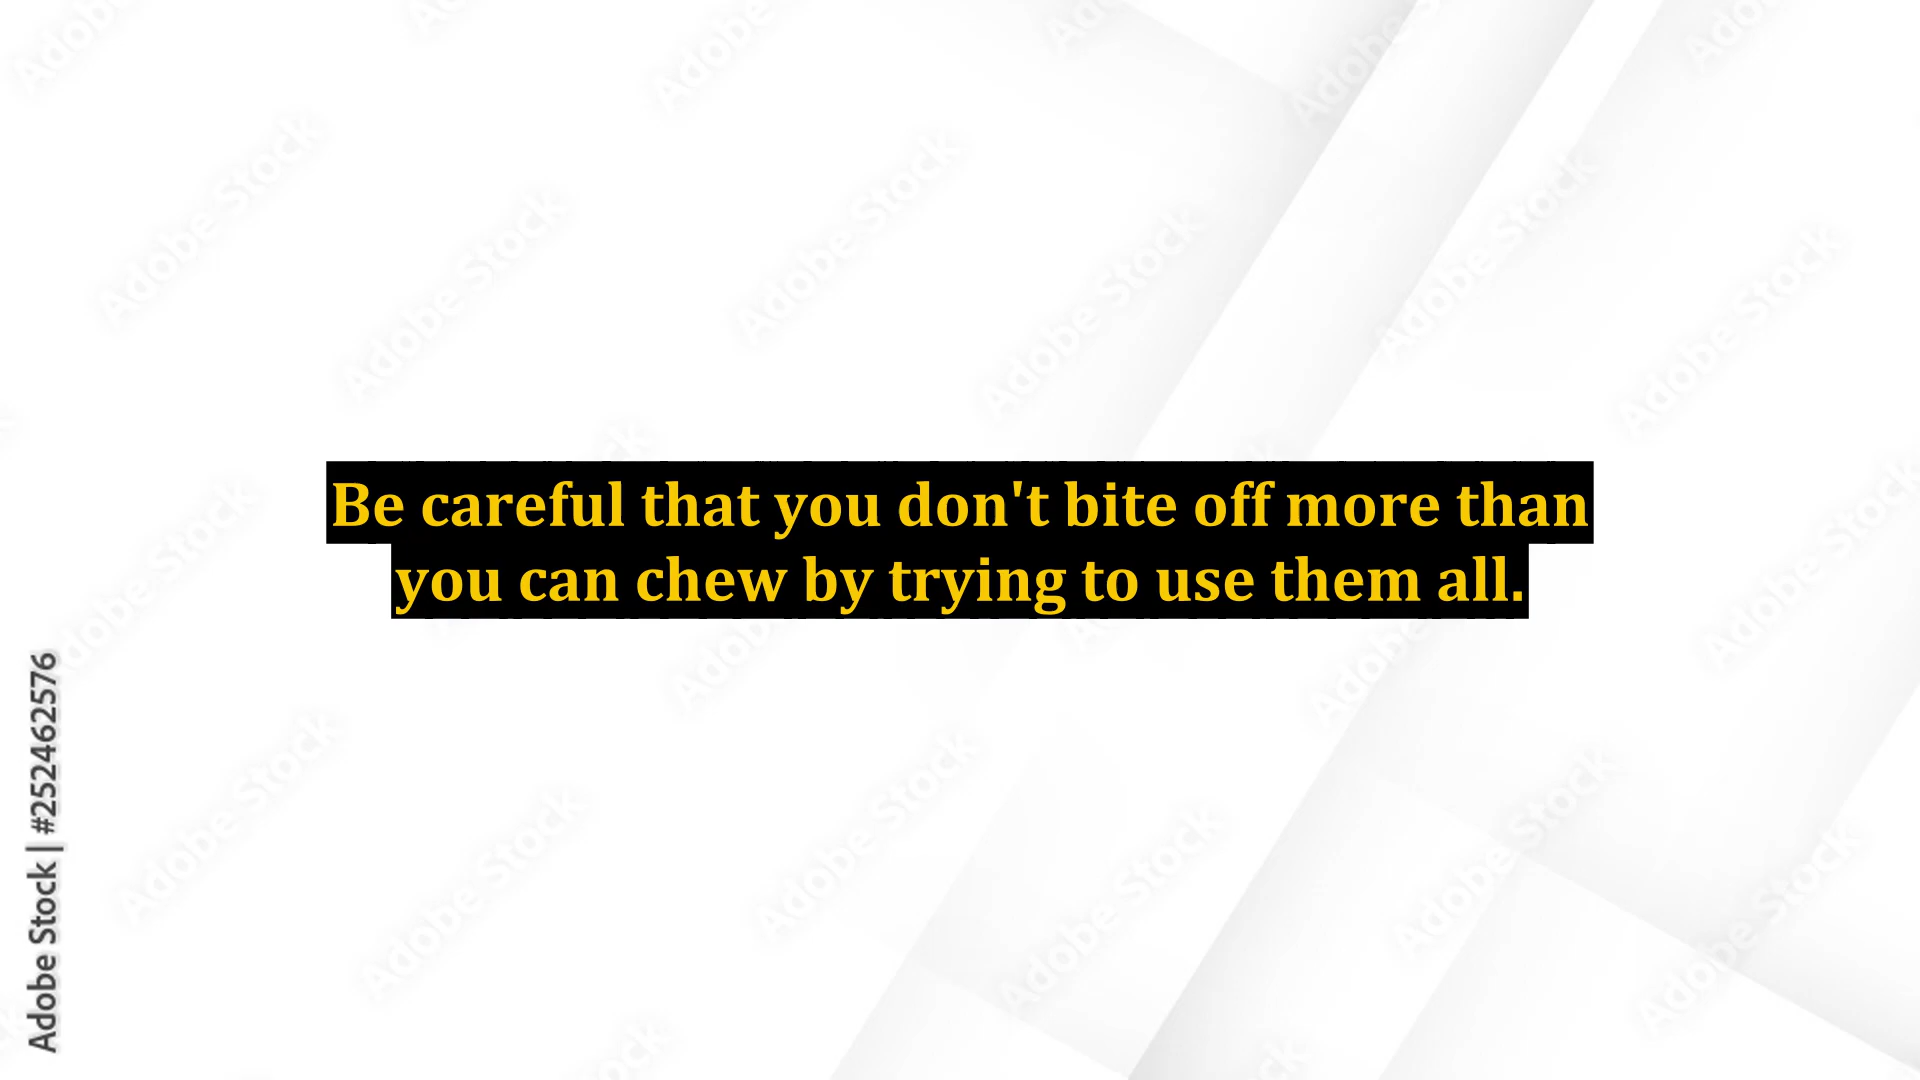 Be careful that you don't bite off more than
you can chew by trying to use them all.
Adobe Stock | #252462576